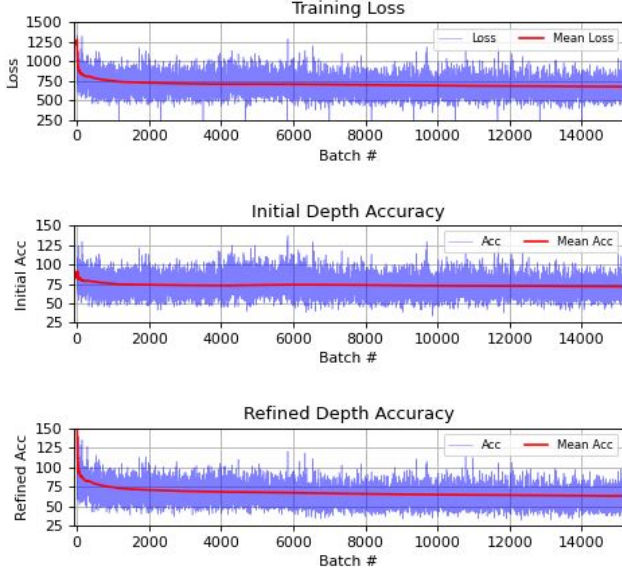 Training Loss
1500
1250
1000
750
500
250
Loss
Loss Mean Loss
0 2000 4000 6000 8000 10000 12000 14000
Batch #
Initial Depth Accuracy
150
125
100
75
50
25
Initial Acc
Acc Mean Acc
0 2000 4000 6000 8000 10000 12000 14000
Batch #
Refined Depth Accuracy
150
125
100
75
50
25
Refined Acc
Acc Mean Acc
0 2000 4000 6000 8000 10000 12000 14000
Batch #